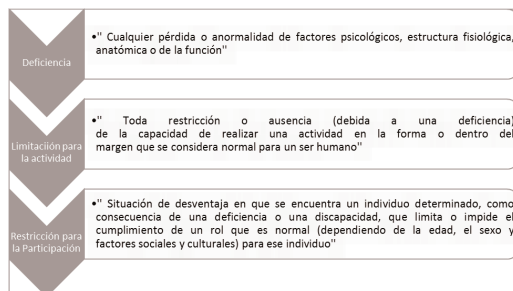 Deficiencia
•" Cualquier pérdida o anormalidad de factores psicológicos, estructura fisiológica,
anatómica o de la función"
Limitaciión para
la actividad
•" Toda restricción o ausencia (debida a una deficiencia)
de la capacidad de realizar una actividad en la forma o dentro del
margen que se considera normal para un ser humano"
Restricción para
la Participación
•" Situación de desventaja en que se encuentra un individuo determinado, como
consecuencia de una deficiencia o una discapacidad, que limita o impide el
cumplimiento de un rol que es normal (dependiendo de la edad, el sexo y
factores sociales y culturales) para ese individuo"